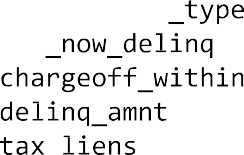 _type
_now_delinq
chargeoff_within
delinq_amnt
tax liens